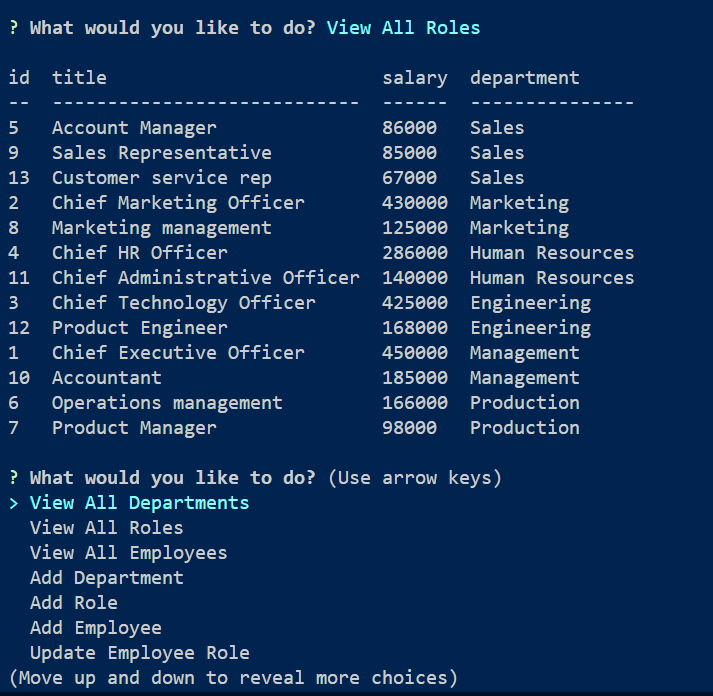 ? What would you like to do? View All Roles
id  title                         salary  department
--  ----------------------------  ------  ---------------
5   Account Manager               86000   Sales
9   Sales Representative          85000   Sales
13  Customer service rep          67000   Sales
2   Chief Marketing Officer       430000  Marketing
8   Marketing management          125000  Marketing
4   Chief HR Officer              286000  Human Resources
11  Chief Administrative Officer  140000  Human Resources
3   Chief Technology Officer      425000  Engineering
12  Product Engineer              168000  Engineering
1   Chief Executive Officer       450000  Management
10  Accountant                    185000  Management
6   Operations management         166000  Production
7   Product Manager               98000   Production
? What would you like to do? (Use arrow keys)
> View All Departments
  View All Roles
  View All Employees
  Add Department
  Add Role
  Add Employee
  Update Employee Role
(Move up and down to reveal more choices)